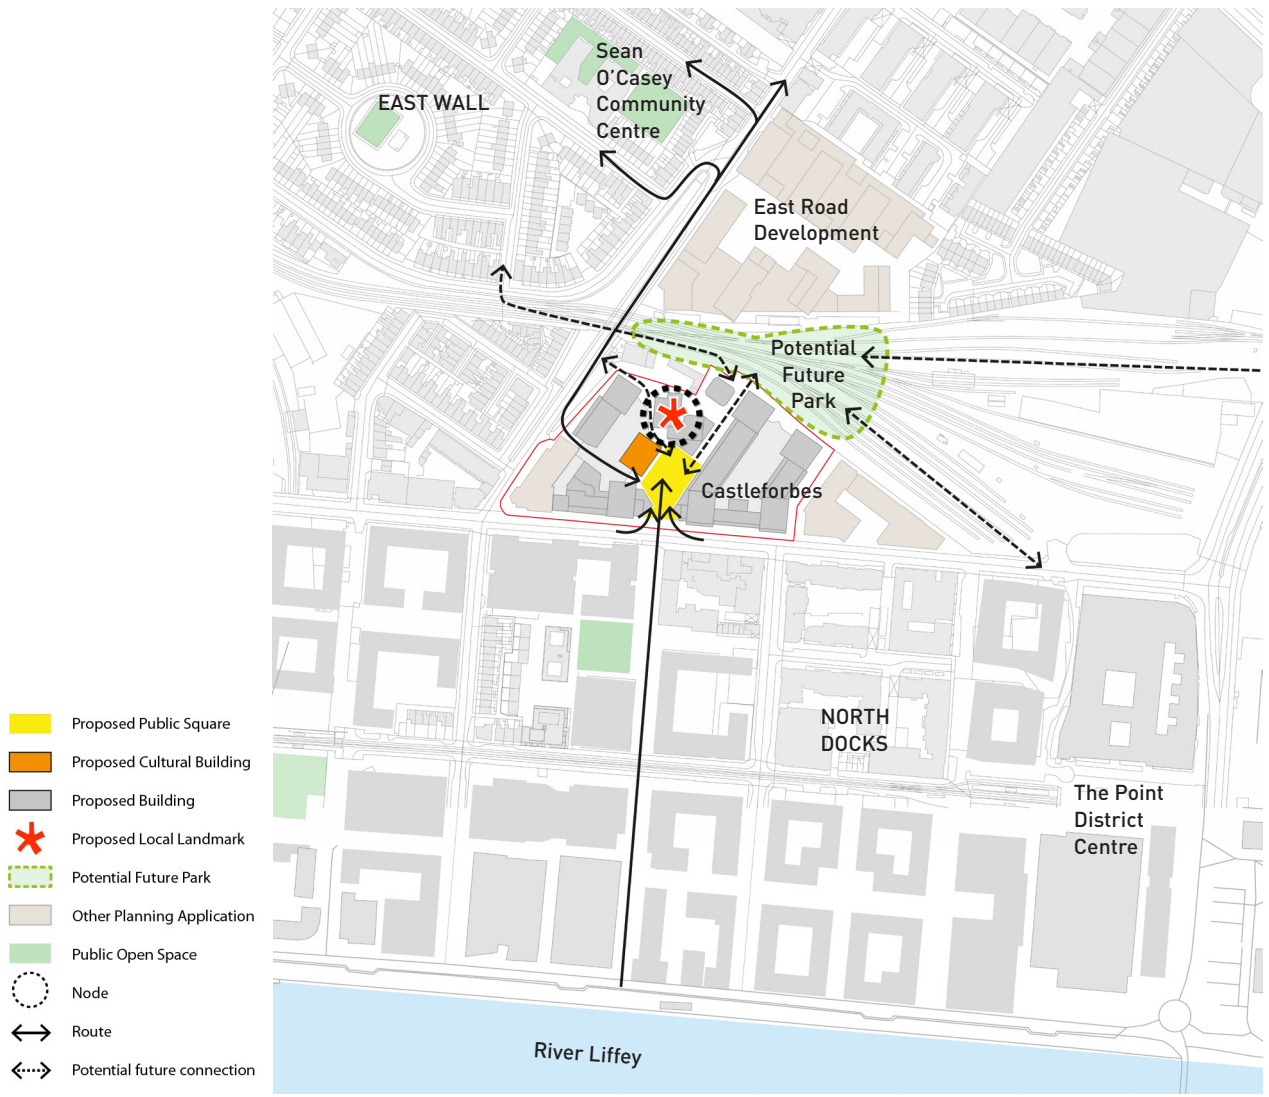 Sean
O'Casey
Community
Centre
EAST WALL
East Road
Development
Potential
Future
Park
Castleforbes
NORTH
DOCKS
The Point
District
Centre
River Liffey
Proposed Public Square
Proposed Cultural Building
Proposed Building
Proposed Local Landmark
Potential Future Park
Other Planning Application
Public Open Space
Node
Route
Potential future connection